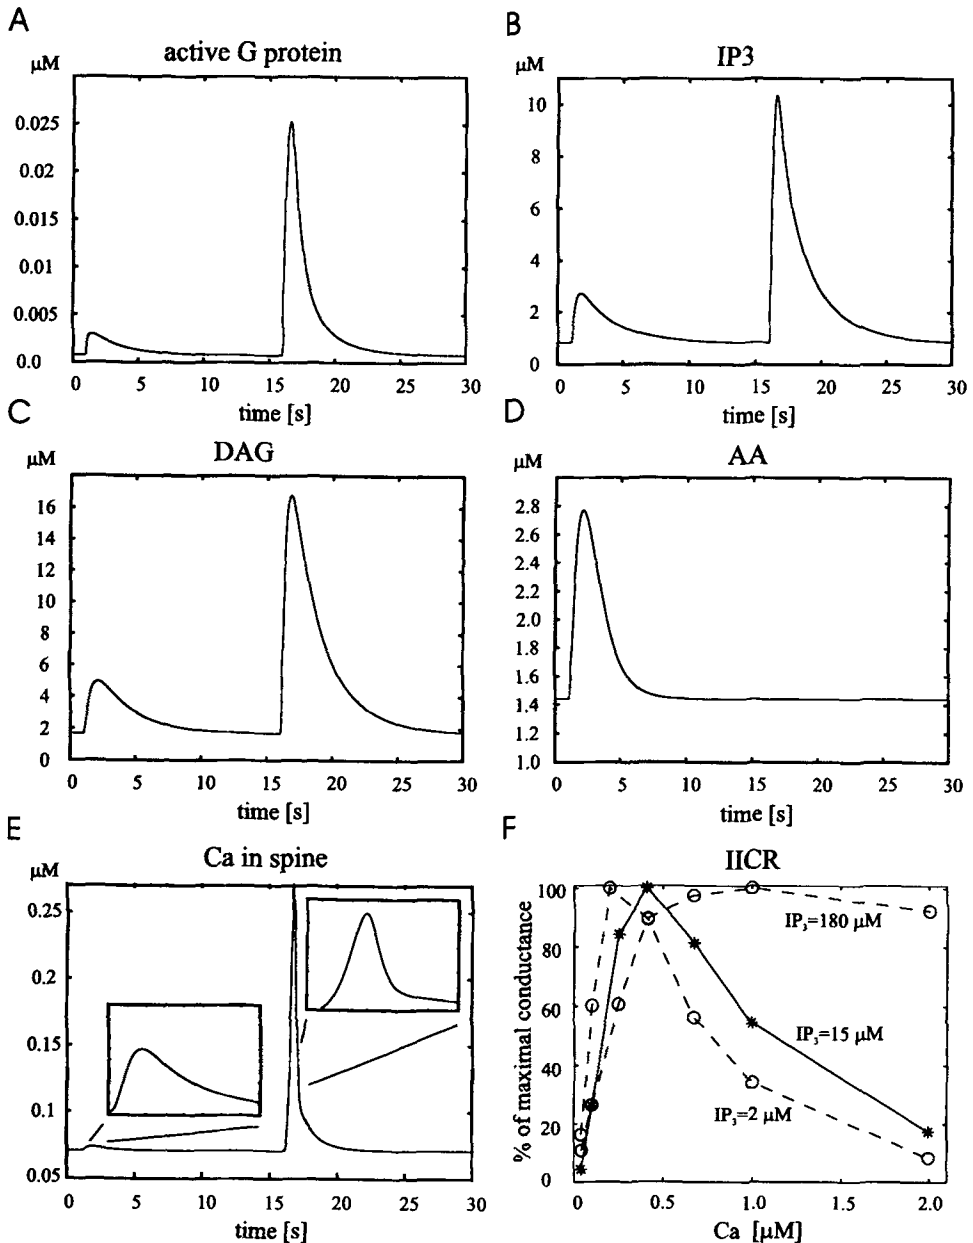 A
active G protein
μM
0.025
0.02
0.015
0.01
0.005
0.0
0 5 10 15 20 25 30
time [s]
B
IP3
μM
10
8
6
4
2
0
0 5 10 15 20 25 30
time [s]
C
DAG
μM
16
14
12
10
8
6
4
2
0
0 5 10 15 20 25 30
time [s]
D
AA
μM
2.8
2.6
2.4
2.2
2.0
1.8
1.6
1.4
1.2
1.0
0 5 10 15 20 25 30
time [s]
E
Ca in spine
μM
0.25
0.2
0.15
0.1
0.05
0 5 10 15 20 25 30
time [s]
F
IICR
% of maximal conductance
100
80
60
40
20
0
IP₃=180 μM
IP₃=15 μM
IP₃=2 μM
0.0 0.5 1.0 1.5 2.0
Ca [μM]